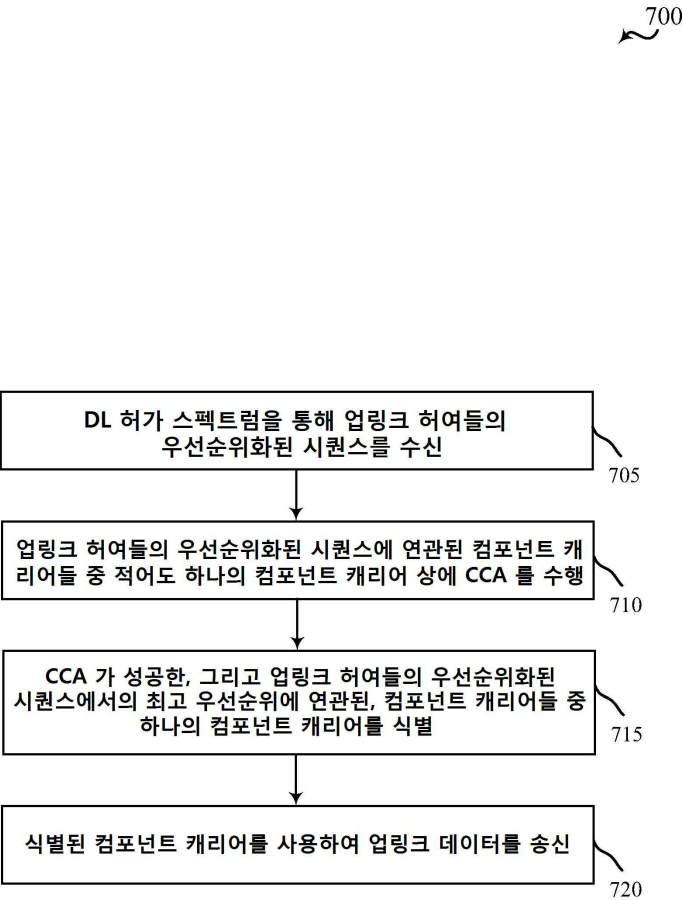 700
DL 허가 스펙트럼을 통해 업링크 허여들의
우선순위화된 시퀀스를 수신
705
업링크 허여들의 우선순위화된 시퀀스에 연관된 컴포넌트 캐
리어들 중 적어도 하나의 컴포넌트 캐리어 상에 CCA 를 수행
710
CCA 가 성공한, 그리고 업링크 허여들의 우선순위화된
시퀀스에서의 최고 우선순위에 연관된, 컴포넌트 캐리어들 중
하나의 컴포넌트 캐리어를 식별
715
식별된 컴포넌트 캐리어를 사용하여 업링크 데이터를 송신
720